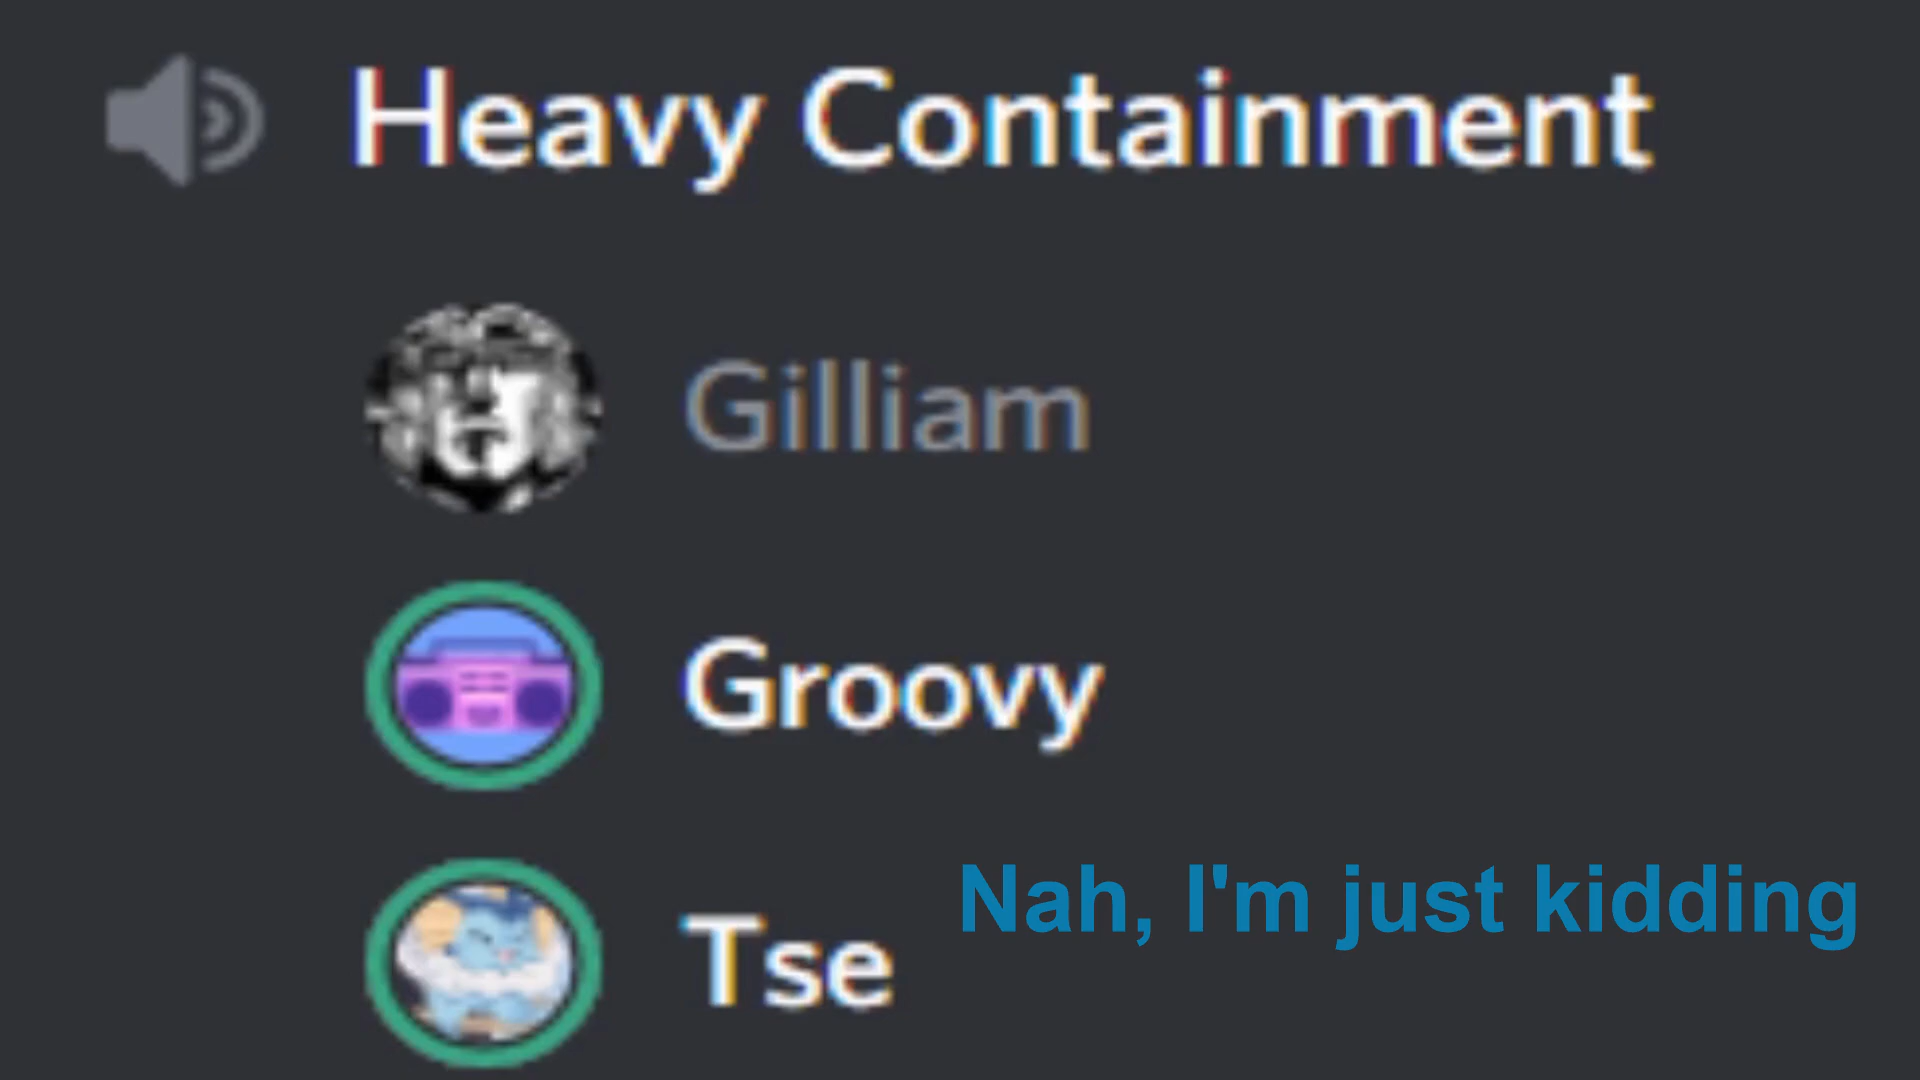 Heavy Containment
Gilliam
Groovy
Tse
Nah, I'm just kidding